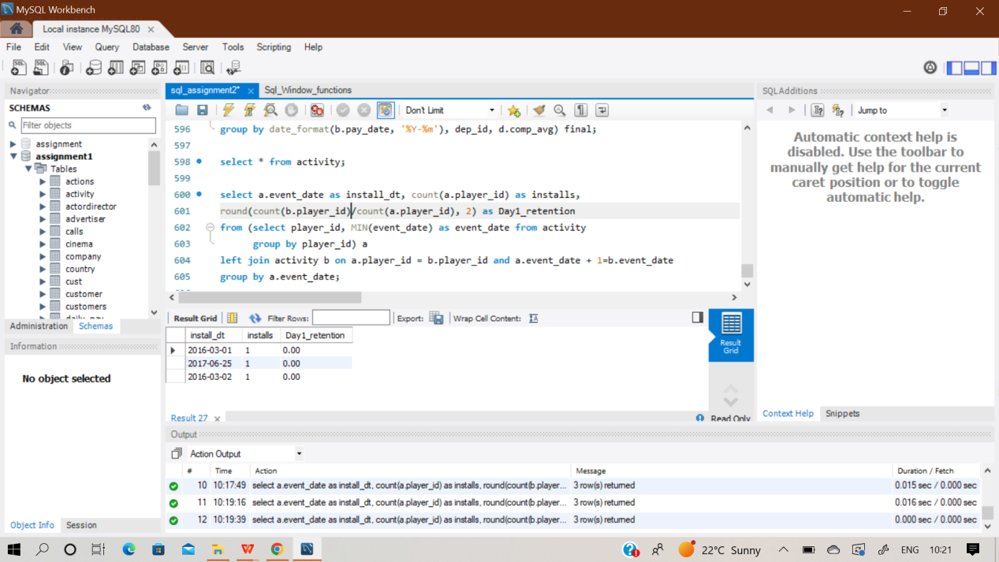 MySQL Workbench
Local instance MySQL80
File Edit View Query Database Server Tools Scripting Help
Navigator
SCHEMAS
Filter objects
assignment
assignment1
Tables
actions
activity
actordirector
advertiser
calls
cinema
company
country
cust
customer
customers
Administration Schemas
Information
No object selected
Object Info Session
sql_assignment2* Sql_Window_functions
Don't Limit
596 group by date_format(b.pay_date, '%Y-%m'), dep_id, d.comp_avg) final;
597
598 select * from activity;
599
600 select a.event_date as install_dt, count(a.player_id) as installs,
601 round(count(b.player_id)/count(a.player_id), 2) as Day1_retention
602 from (select player_id, MIN(event_date) as event_date from activity
603 group by player_id) a
604 left join activity b on a.player_id = b.player_id and a.event_date + 1=b.event_date
605 group by a.event_date;
Result Grid Filter Rows: Export: Wrap Cell Content:
install_dt installs Day1_retention
2016-03-01 1 0.00
2017-06-25 1 0.00
2016-03-02 1 0.00
Result Grid
Result 27
Read Only
SQLAdditions
Jump to
Automatic context help is
disabled. Use the toolbar to
manually get help for the current
caret position or to toggle
automatic help.
Context Help Snippets
Output
Action Output
# Time Action Message Duration / Fetch
10 10:17:49 select a.event_date as install_dt, count(a.player_id) as installs, round(count(b.player... 3 row(s) returned 0.015 sec / 0.000 sec
11 10:19:16 select a.event_date as install_dt, count(a.player_id) as installs, round(count(b.player... 3 row(s) returned 0.016 sec / 0.000 sec
12 10:19:39 select a.event_date as install_dt, count(a.player_id) as installs, round(count(b.player... 3 row(s) returned 0.000 sec / 0.000 sec
22°C Sunny ENG 10:21